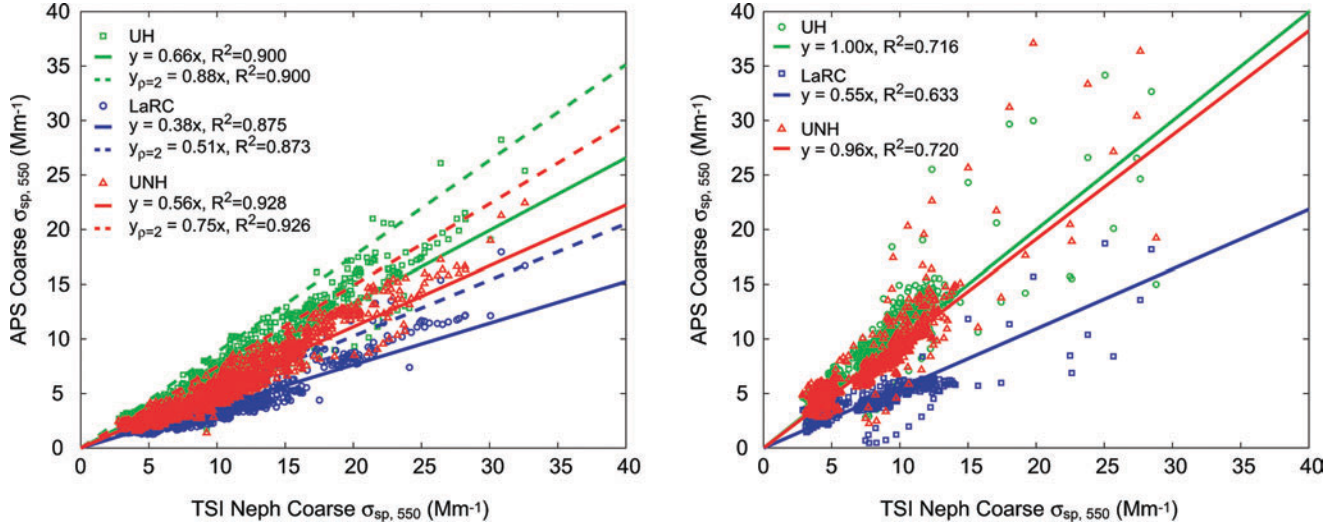 UH
y = 0.66x, R²=0.900
yρ=2 = 0.88x, R²=0.900
LaRC
y = 0.38x, R²=0.875
yρ=2 = 0.51x, R²=0.873
UNH
y = 0.56x, R²=0.928
yρ=2 = 0.75x, R²=0.926
APS Coarse σsp, 550 (Mm-1)
40
35
30
25
20
15
10
5
0
0 5 10 15 20 25 30 35 40
TSI Neph Coarse σsp, 550 (Mm-1)
UH
y = 1.00x, R²=0.716
LaRC
y = 0.55x, R²=0.633
UNH
y = 0.96x, R²=0.720
APS Coarse σsp, 550 (Mm-1)
40
35
30
25
20
15
10
5
0
0 5 10 15 20 25 30 35 40
TSI Neph Coarse σsp, 550 (Mm-1)